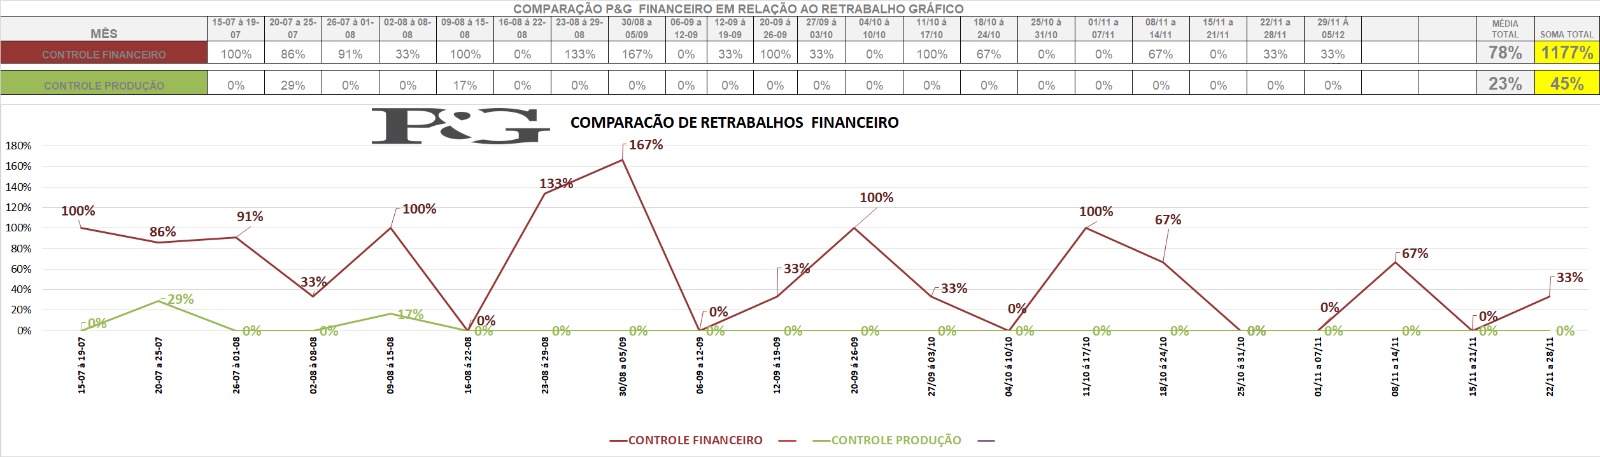 COMPARAÇÃO P&G FINANCEIRO EM RELAÇÃO AO RETRABALHO GRÁFICO
MÊS 15-07 à 19-07 20-07 a 25-07 26-07 à 01-08 02-08 à 08-08 09-08 à 15-08 16-08 à 22-08 23-08 à 29-08 30/08 a 05/09 06-09 à 12-09 12-09 á 19-09 20-09 á 26-09 27/09 á 03/10 04/10 á 10/10 11/10 á 17/10 18/10 á 24/10 25/10 á 31/10 01/11 a 07/11 08/11 á 14/11 15/11 á 21/11 22/11 a 28/11 29/11 Á 05/12 MÉDIA TOTAL SOMA TOTAL
CONTROLE FINANCEIRO 100% 86% 91% 33% 100% 0% 133% 167% 0% 33% 100% 33% 0% 100% 67% 0% 0% 67% 0% 33% 33% 78% 1177%
CONTROLE PRODUÇÃO 0% 29% 0% 0% 17% 0% 0% 0% 0% 0% 0% 0% 0% 0% 0% 0% 0% 0% 0% 0% 0% 23% 45%
P&G COMPARACÃO DE RETRABALHOS FINANCEIRO
180%
160%
140%
120%
100%
80%
60%
40%
20%
0%
100% 86% 91% 33% 100% 0% 133% 167% 0% 33% 100% 33% 0% 100% 67% 0% 67% 0% 33%
0% 29% 0% 0% 17% 0% 0% 0% 0% 0% 0% 0% 0% 0% 0% 0% 0% 0% 0% 0%
15-07 à 19-07
20-07 a 25-07
26-07 à 01-08
02-08 à 08-08
09-08 à 15-08
16-08 à 22-08
23-08 à 29-08
30/08 a 05/09
06-09 à 12-09
12-09 á 19-09
20-09 á 26-09
27/09 á 03/10
04/10 á 10/10
11/10 á 17/10
18/10 á 24/10
25/10 á 31/10
01/11 a 07/11
08/11 á 14/11
15/11 á 21/11
22/11 a 28/11
CONTROLE FINANCEIRO CONTROLE PRODUÇÃO